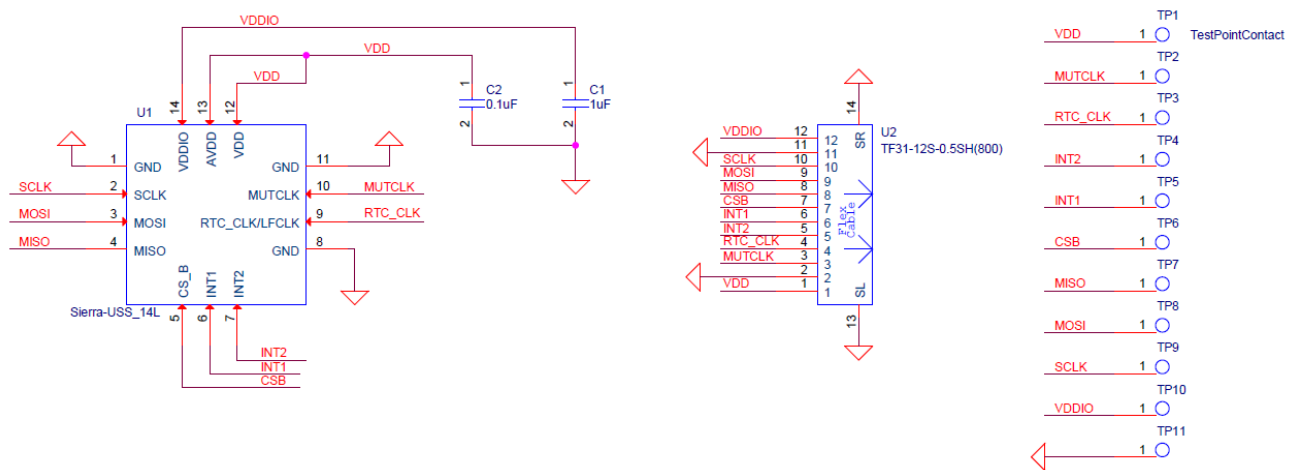 VDDIO
VDD
VDD
U1
14
13
12
VDDIO
AVDD
VDD
1
C2
0.1uF
2
1
C1
1uF
2
1
GND
GND
11
SCLK
2
SCLK
MUTCLK
10
MUTCLK
MOSI
3
MOSI
RTC_CLK/LFCLK
9
RTC_CLK
MISO
4
MISO
GND
8
CS_B
INT1
INT2
Sierra-USS_14L
5
6
7
INT2
INT1
CSB
14
SR
U2
TF31-12S-0.5SH(800)
VDDIO
12
12
11
11
SCLK
10
10
MOSI
9
9
MISO
8
8
CSB
7
7
INT1
6
6
INT2
5
5
RTC_CLK
4
4
MUTCLK
3
3
2
2
VDD
1
1
Flex
Cable
SL
13
TP1
VDD
1
TestPointContact
TP2
MUTCLK
1
TP3
RTC_CLK
1
TP4
INT2
1
TP5
INT1
1
TP6
CSB
1
TP7
MISO
1
TP8
MOSI
1
TP9
SCLK
1
TP10
VDDIO
1
TP11
1